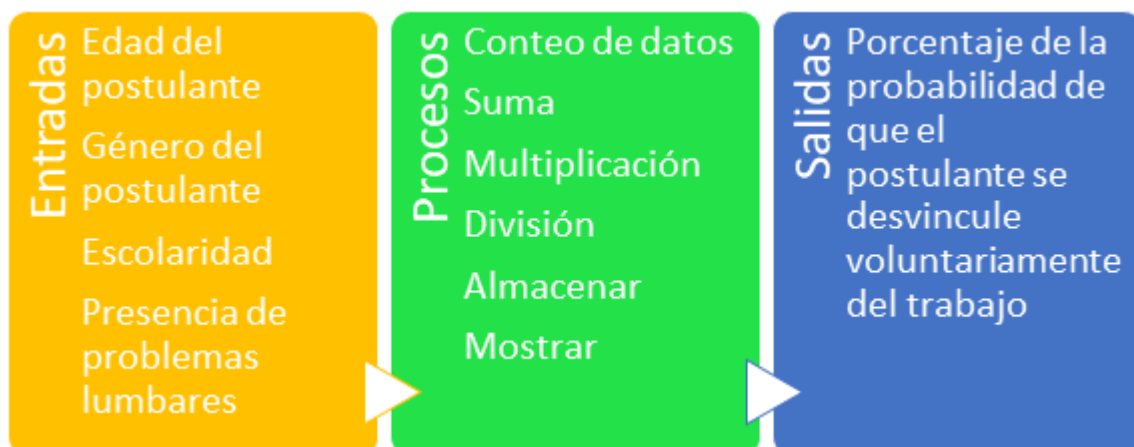 Entradas
Edad del
postulante
Género del
postulante
Escolaridad
Presencia de
problemas
lumbares
Procesos
Conteo de datos
Suma
Multiplicación
División
Almacenar
Mostrar
Salidas
Porcentaje de la
probabilidad de
que el
postulante se
desvincule
voluntariamente
del trabajo